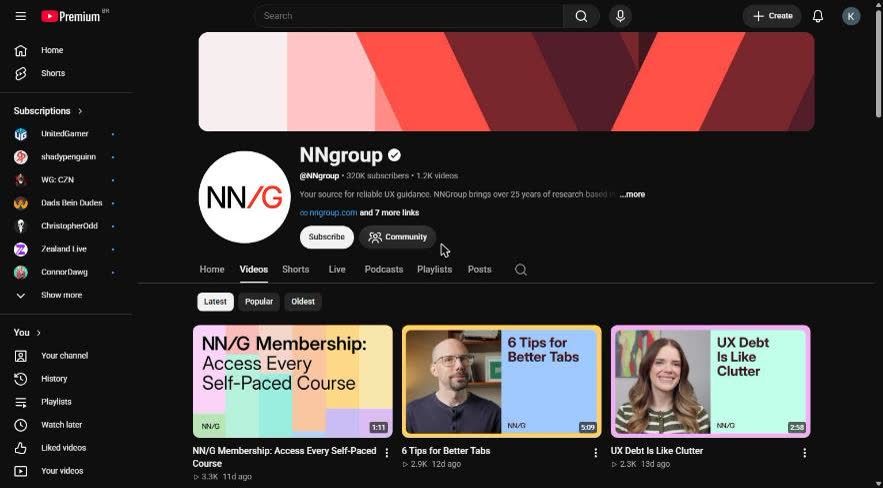 Premium BR
Search
Create
K
Home
Shorts
Subscriptions
UnitedGamer
shadypenguinn
WG: CZN
Dads Bein Dudes
ChristopherOdd
Zealand Live
ConnorDawg
Show more
You
Your channel
History
Playlists
Watch later
Liked videos
Your videos
NN/G
NNgroup
@NNgroup • 320K subscribers • 1.2K videos
Your source for reliable UX guidance. NNGroup brings over 25 years of research-based in ...more
nngroup.com and 7 more links
Subscribe
Community
Home Videos Shorts Live Podcasts Playlists Posts
Latest Popular Oldest
NN/G Membership:
Access Every
Self-Paced Course
NN/G
1:11
NN/G Membership: Access Every Self-Paced
Course
3.3K 11d ago
6 Tips for
Better Tabs
NN/G
5:09
6 Tips for Better Tabs
2.9K 12d ago
UX Debt
Is Like
Clutter
NN/G
2:58
UX Debt Is Like Clutter
2.3K 13d ago